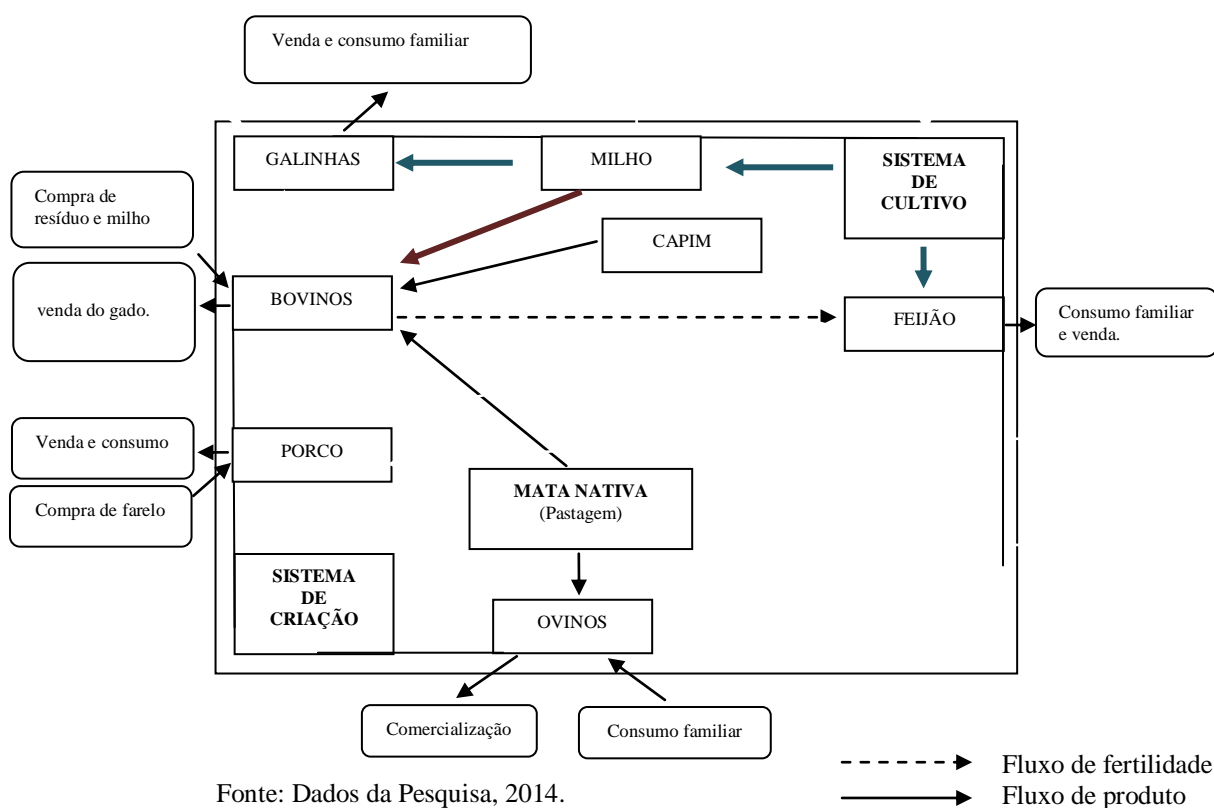 Venda e consumo familiar
GALINHAS
MILHO
SISTEMA
DE
CULTIVO
Compra de
resíduo e milho
CAPIM
venda do gado.
BOVINOS
FEIJÃO
Consumo familiar
e venda.
Venda e consumo
PORCO
Compra de farelo
MATA NATIVA
(Pastagem)
SISTEMA
DE
CRIAÇÃO
OVINOS
Comercialização
Consumo familiar
Fluxo de fertilidade
Fonte: Dados da Pesquisa, 2014.
Fluxo de produto